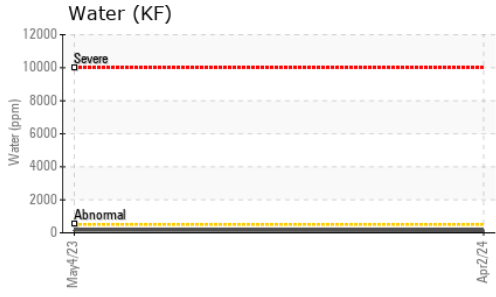 Water (KF)
12000
Severe
10000
8000
Water (ppm)
6000
4000
2000
Abnormal
0
May4/23
Apr2/24